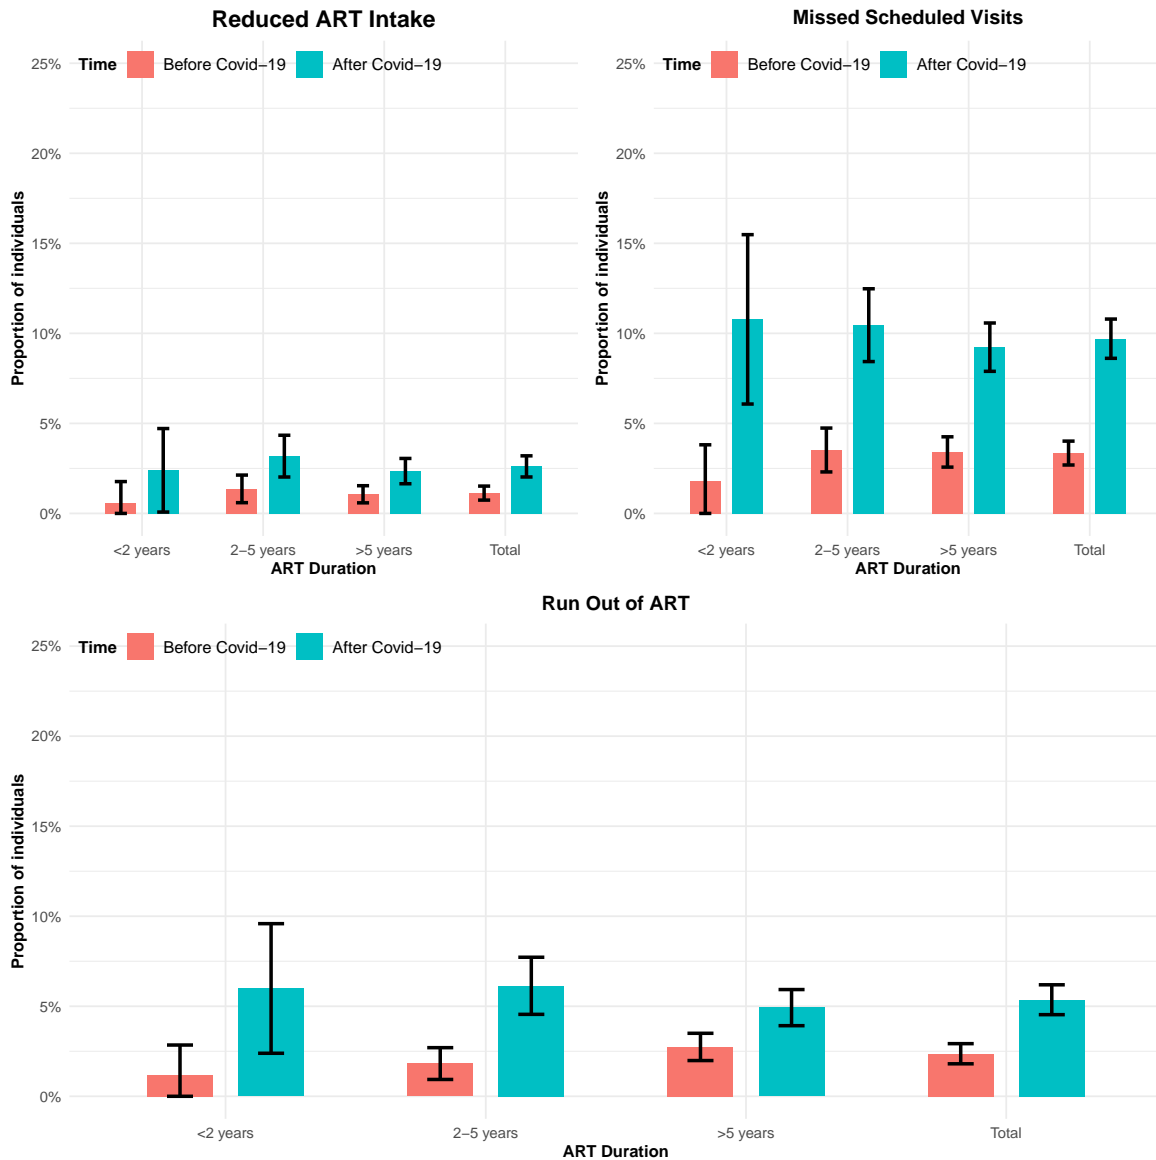 Reduced ART Intake
Time Before Covid−19 After Covid−19
25%
20%
15%
10%
5%
0%
Proportion of individuals
<2 years 2−5 years >5 years Total
ART Duration
Missed Scheduled Visits
Time Before Covid−19 After Covid−19
25%
20%
15%
10%
5%
0%
Proportion of individuals
<2 years 2−5 years >5 years Total
ART Duration
Run Out of ART
Time Before Covid−19 After Covid−19
25%
20%
15%
10%
5%
0%
Proportion of individuals
<2 years 2−5 years >5 years Total
ART Duration